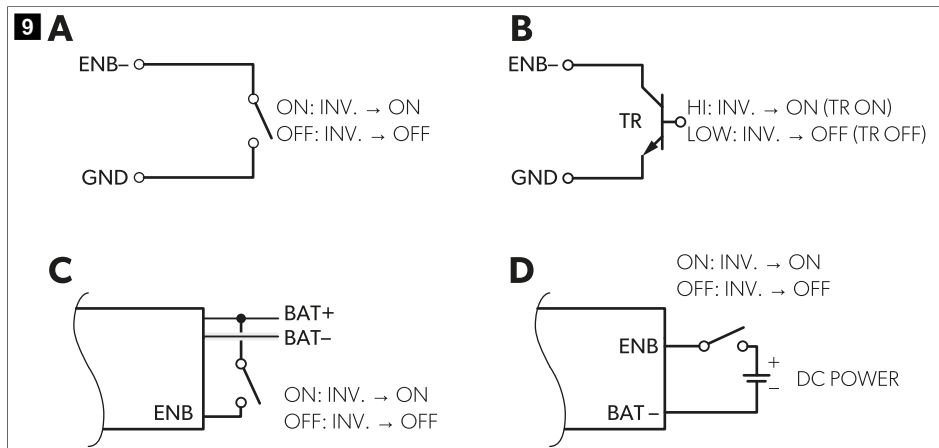 9 A
ENB–
ON: INV. → ON
OFF: INV. → OFF
GND
B
ENB–
TR
HI: INV. → ON (TR ON)
LOW: INV. → OFF (TR OFF)
GND
C
BAT+
BAT–
ENB
ON: INV. → ON
OFF: INV. → OFF
D
ON: INV. → ON
OFF: INV. → OFF
ENB
+
–
DC POWER
BAT –